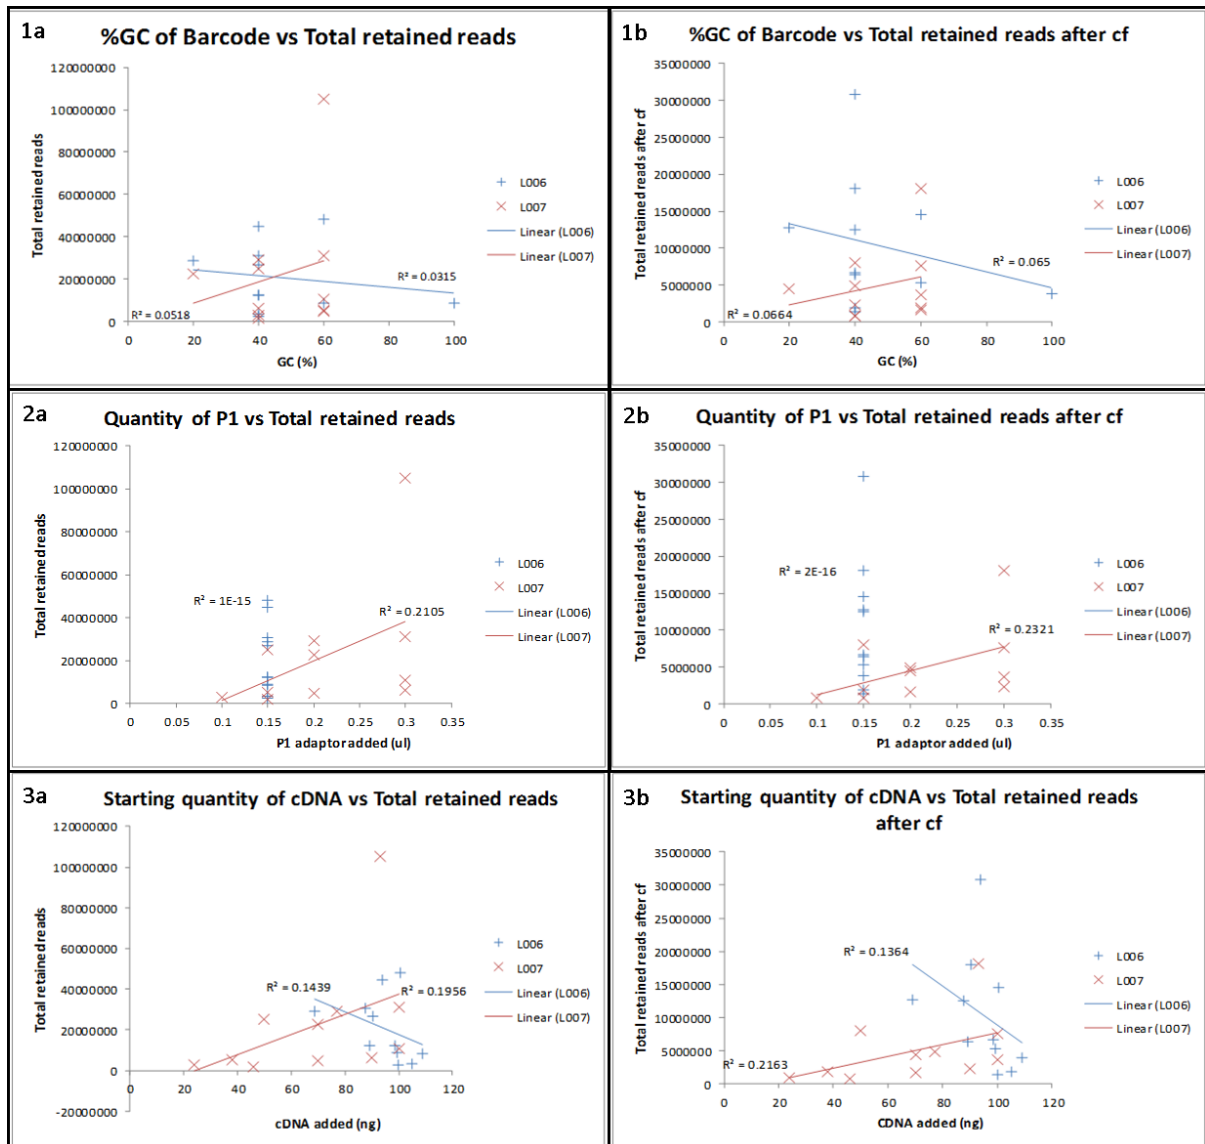 1a
%GC of Barcode vs Total retained reads
120000000
100000000
80000000
60000000
40000000
20000000
0
Total retained reads
20
40
60
80
100
GC (%)
R² = 0.0315
R² = 0.0518
L006
L007
Linear (L006)
Linear (L007)
1b
%GC of Barcode vs Total retained reads after cf
35000000
30000000
25000000
20000000
15000000
10000000
5000000
0
Total retained reads after cf
20
40
60
80
100
GC (%)
R² = 0.065
R² = 0.0664
L006
L007
Linear (L006)
Linear (L007)
2a
Quantity of P1 vs Total retained reads
120000000
100000000
80000000
60000000
40000000
20000000
0
Total retained reads
0
0.05
0.1
0.15
0.2
0.25
0.3
0.35
P1 adaptor added (ul)
R² = 1E-15
R² = 0.2105
L006
L007
Linear (L006)
Linear (L007)
2b
Quantity of P1 vs Total retained reads after cf
35000000
30000000
25000000
20000000
15000000
10000000
5000000
0
Total retained reads after cf
0
0.05
0.1
0.15
0.2
0.25
0.3
0.35
P1 adaptor added (ul)
R² = 2E-16
R² = 0.2321
L006
L007
Linear (L006)
Linear (L007)
3a
Starting quantity of cDNA vs Total retained reads
120000000
100000000
80000000
60000000
40000000
20000000
0
-20000000
Total retained reads
0
20
40
60
80
100
120
cDNA added (ng)
R² = 0.1439
R² = 0.1956
L006
L007
Linear (L006)
Linear (L007)
3b
Starting quantity of cDNA vs Total retained reads
after cf
35000000
30000000
25000000
20000000
15000000
10000000
5000000
0
Total retained reads after cf
0
20
40
60
80
100
120
CDNA added (ng)
R² = 0.1364
R² = 0.2163
L006
L007
Linear (L006)
Linear (L007)